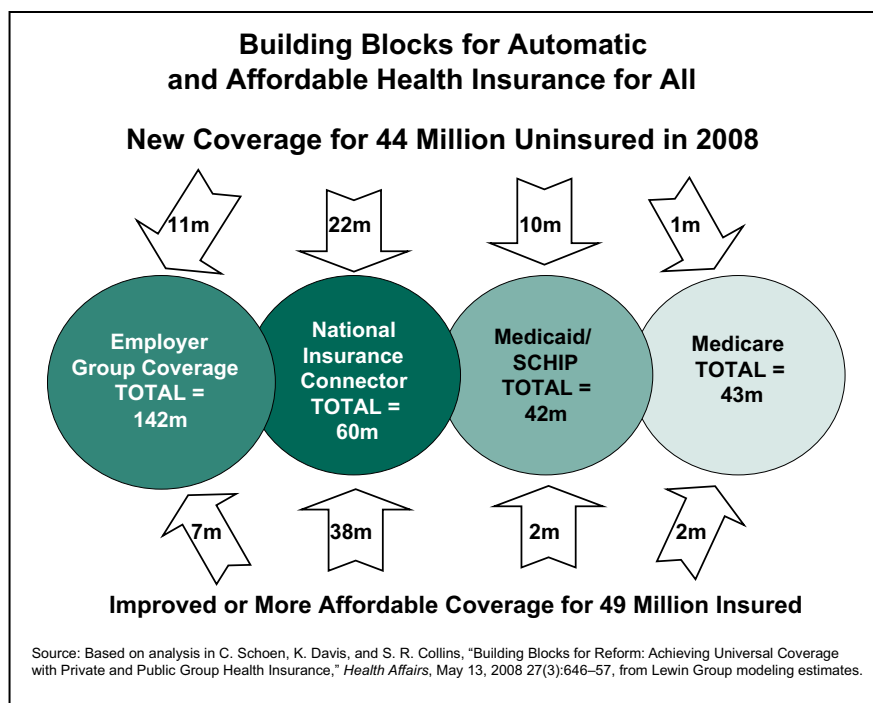 Building Blocks for Automatic
and Affordable Health Insurance for All
New Coverage for 44 Million Uninsured in 2008
11m
22m
10m
1m
Employer
Group Coverage
TOTAL =
142m
National
Insurance
Connector
TOTAL =
60m
Medicaid/
SCHIP
TOTAL =
42m
Medicare
TOTAL =
43m
7m
38m
2m
2m
Improved or More Affordable Coverage for 49 Million Insured
Source: Based on analysis in C. Schoen, K. Davis, and S. R. Collins, “Building Blocks for Reform: Achieving Universal Coverage
with Private and Public Group Health Insurance,” Health Affairs, May 13, 2008 27(3):646–57, from Lewin Group modeling estimates.